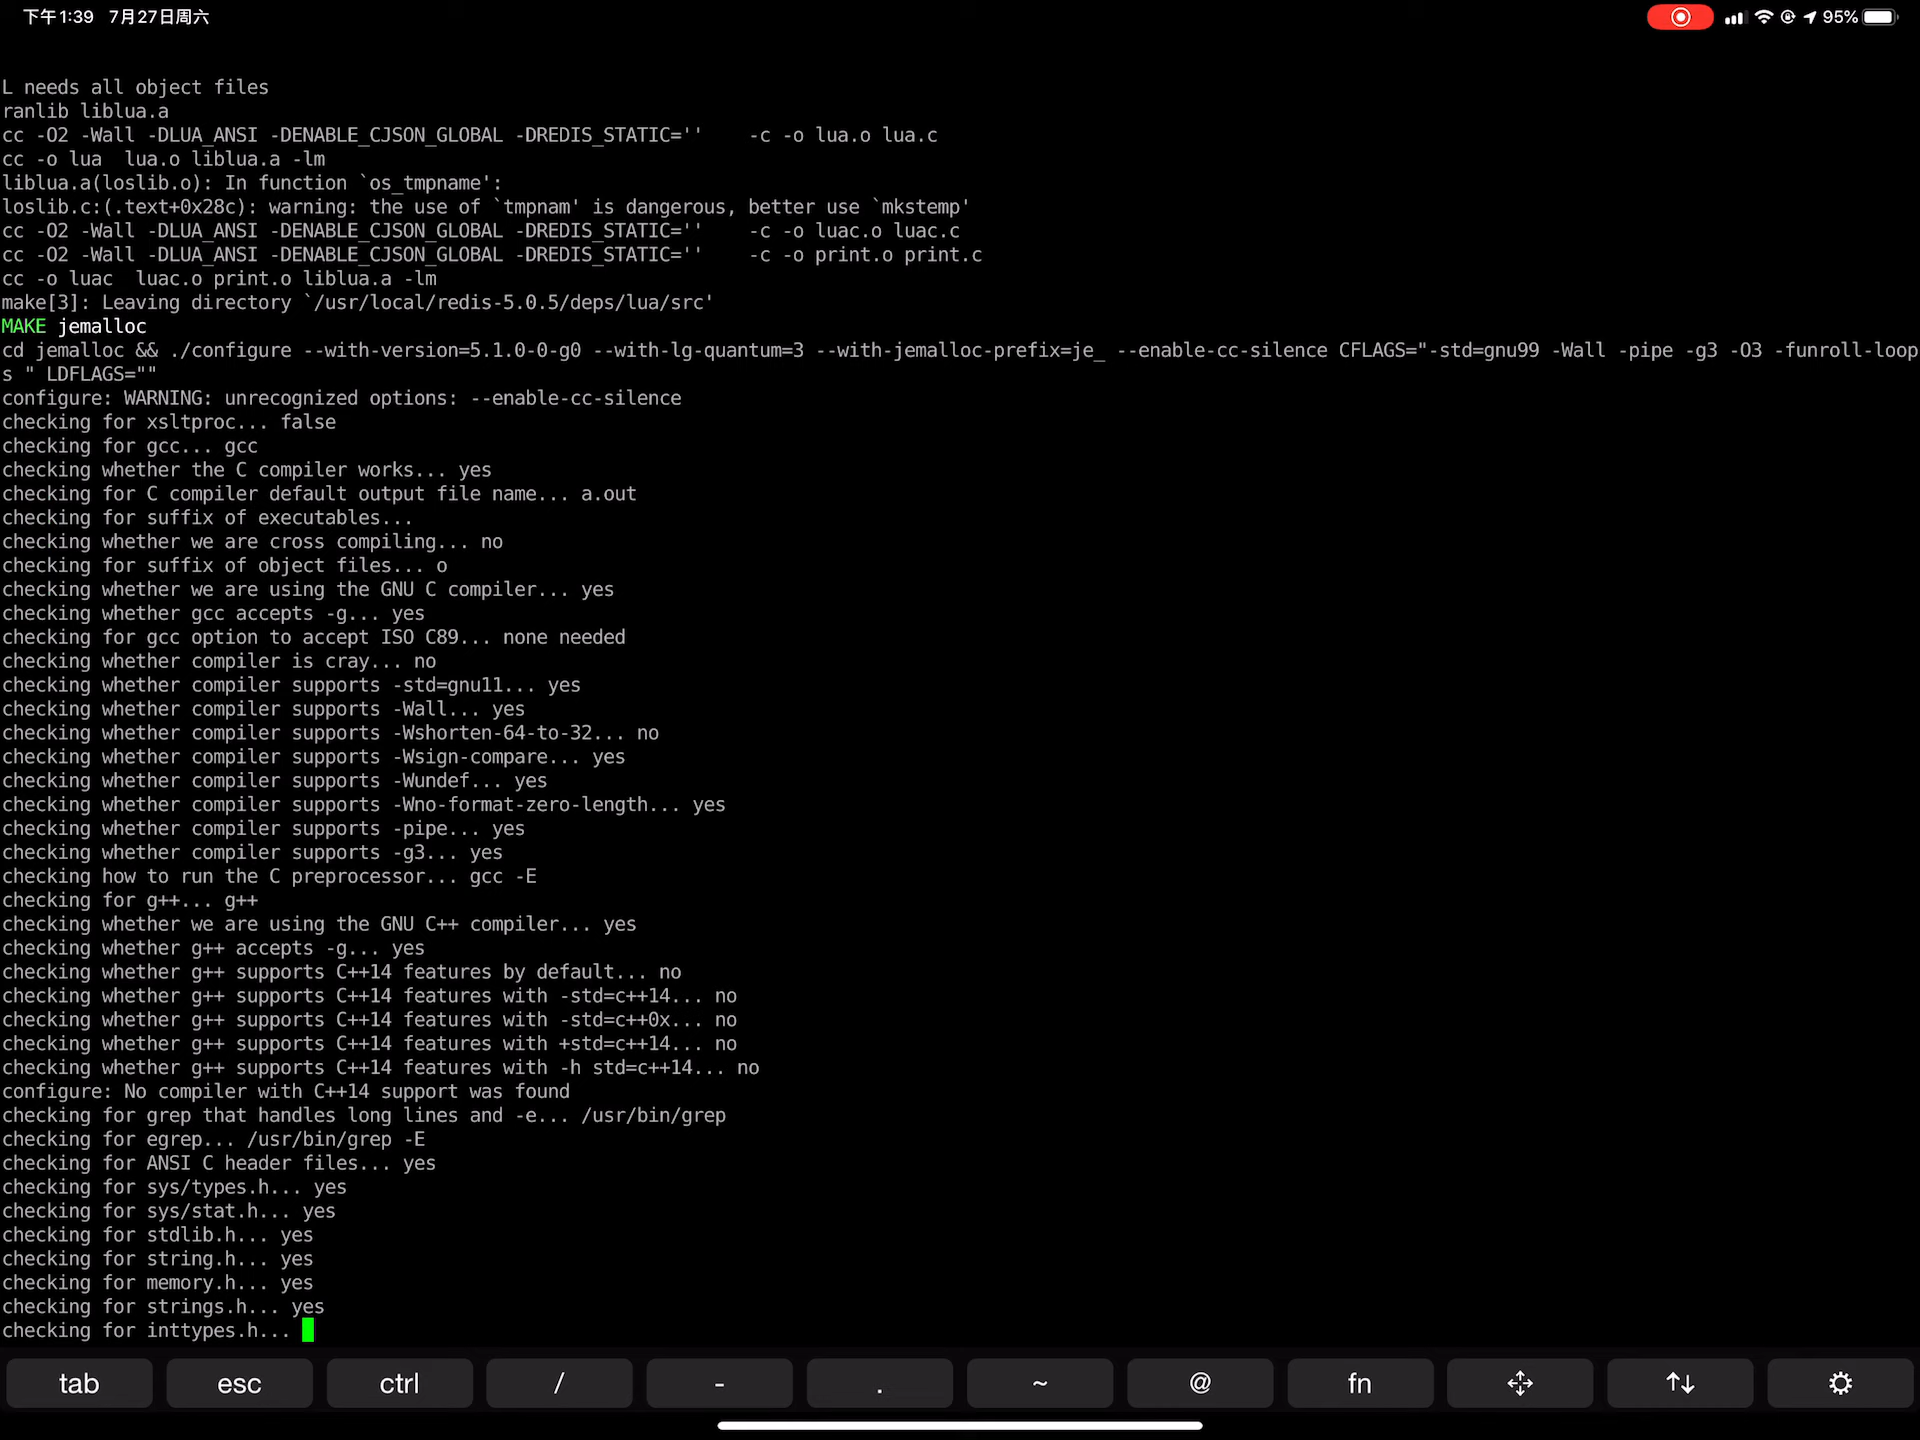 下午1:39 7月27日周六
95%
L needs all object files
ranlib liblua.a
cc -O2 -Wall -DLUA_ANSI -DENABLE_CJSON_GLOBAL -DREDIS_STATIC=''    -c -o lua.o lua.c
cc -o lua  lua.o liblua.a -lm
liblua.a(loslib.o): In function `os_tmpname':
loslib.c:(.text+0x28c): warning: the use of `tmpnam' is dangerous, better use `mkstemp'
cc -O2 -Wall -DLUA_ANSI -DENABLE_CJSON_GLOBAL -DREDIS_STATIC=''    -c -o luac.o luac.c
cc -O2 -Wall -DLUA_ANSI -DENABLE_CJSON_GLOBAL -DREDIS_STATIC=''    -c -o print.o print.c
cc -o luac  luac.o print.o liblua.a -lm
make[3]: Leaving directory `/usr/local/redis-5.0.5/deps/lua/src'
MAKE jemalloc
cd jemalloc && ./configure --with-version=5.1.0-0-g0 --with-lg-quantum=3 --with-jemalloc-prefix=je_ --enable-cc-silence CFLAGS="-std=gnu99 -Wall -pipe -g3 -O3 -funroll-loop
s " LDFLAGS=""
configure: WARNING: unrecognized options: --enable-cc-silence
checking for xsltproc... false
checking for gcc... gcc
checking whether the C compiler works... yes
checking for C compiler default output file name... a.out
checking for suffix of executables...
checking whether we are cross compiling... no
checking for suffix of object files... o
checking whether we are using the GNU C compiler... yes
checking whether gcc accepts -g... yes
checking for gcc option to accept ISO C89... none needed
checking whether compiler is cray... no
checking whether compiler supports -std=gnu11... yes
checking whether compiler supports -Wall... yes
checking whether compiler supports -Wshorten-64-to-32... no
checking whether compiler supports -Wsign-compare... yes
checking whether compiler supports -Wundef... yes
checking whether compiler supports -Wno-format-zero-length... yes
checking whether compiler supports -pipe... yes
checking whether compiler supports -g3... yes
checking how to run the C preprocessor... gcc -E
checking for g++... g++
checking whether we are using the GNU C++ compiler... yes
checking whether g++ accepts -g... yes
checking whether g++ supports C++14 features by default... no
checking whether g++ supports C++14 features with -std=c++14... no
checking whether g++ supports C++14 features with -std=c++0x... no
checking whether g++ supports C++14 features with +std=c++14... no
checking whether g++ supports C++14 features with -h std=c++14... no
configure: No compiler with C++14 support was found
checking for grep that handles long lines and -e... /usr/bin/grep
checking for egrep... /usr/bin/grep -E
checking for ANSI C header files... yes
checking for sys/types.h... yes
checking for sys/stat.h... yes
checking for stdlib.h... yes
checking for string.h... yes
checking for memory.h... yes
checking for strings.h... yes
checking for inttypes.h...
tab esc ctrl / - . ~ @ fn